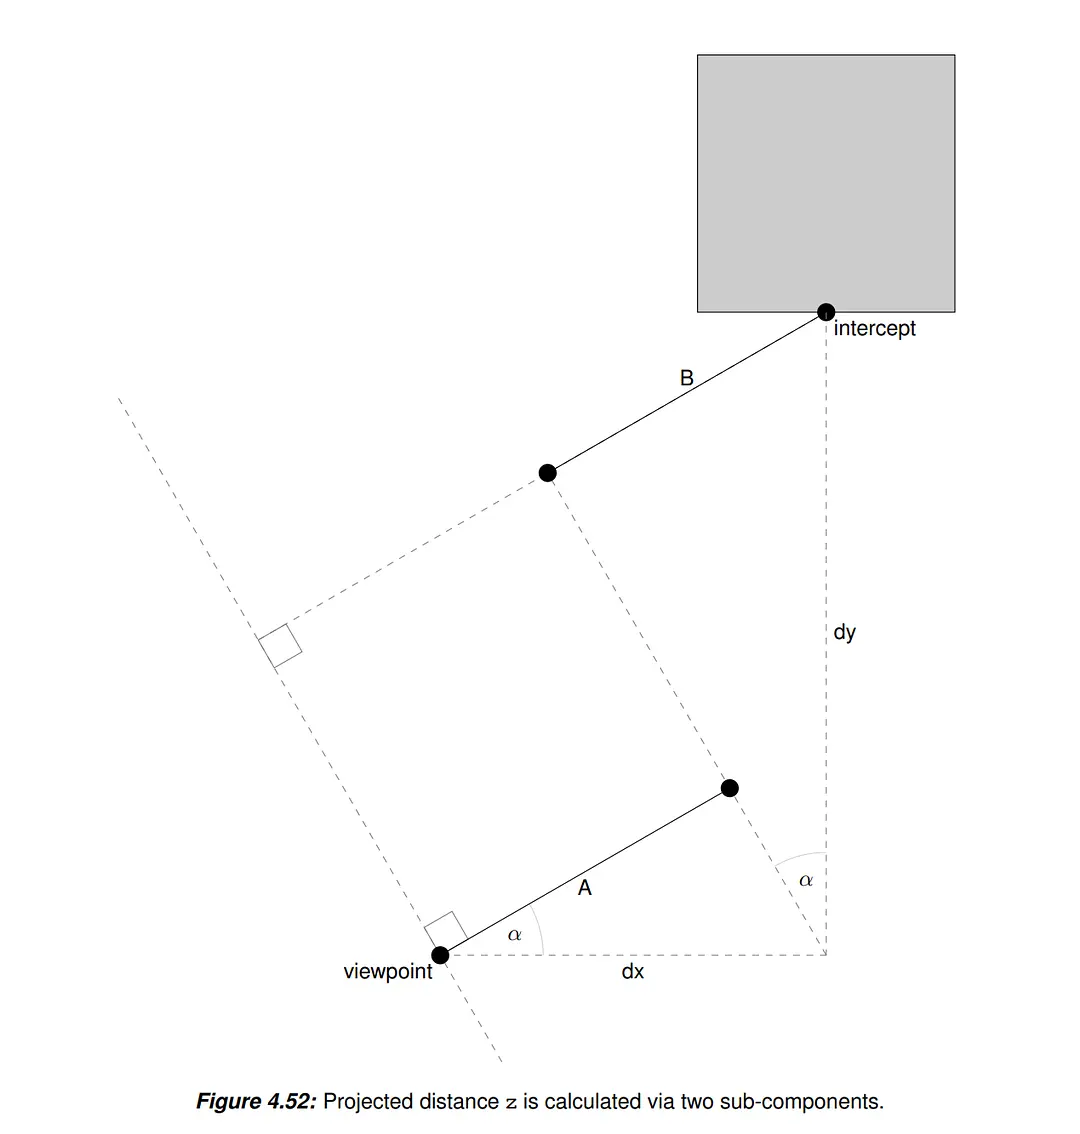 intercept
B
dy
α
A
α
viewpoint
dx
Figure 4.52: Projected distance z is calculated via two sub-components.